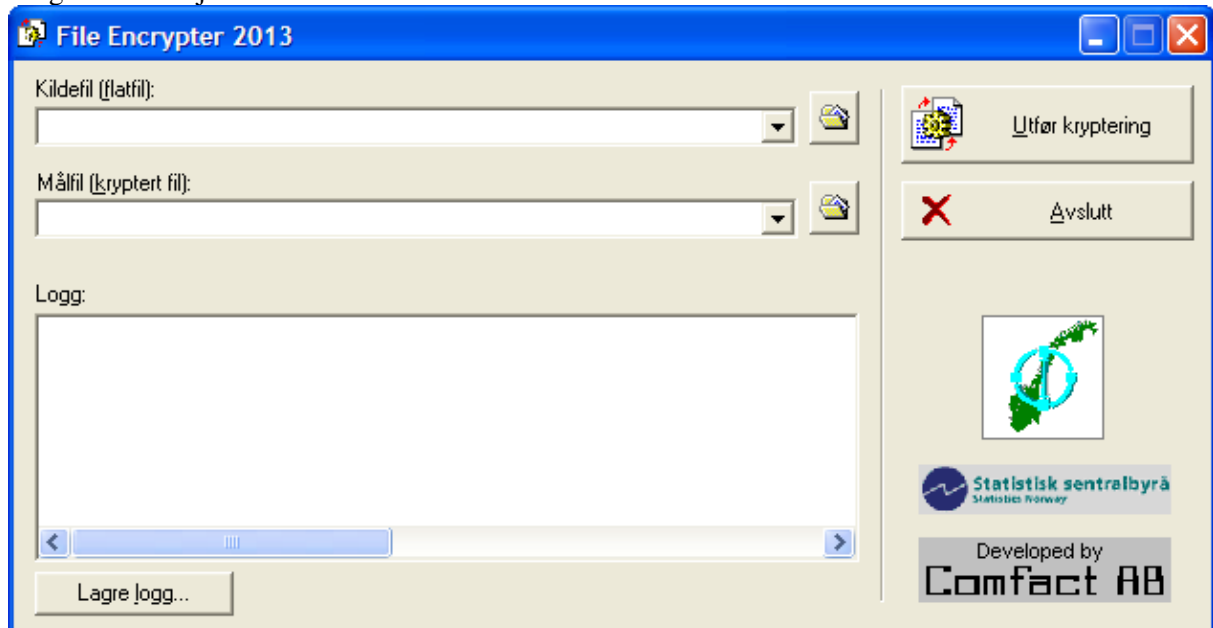 File Encrypter 2013
Kildefil (flatfil):
Utfør kryptering
Målfil (kryptert fil):
Avslutt
Logg:
Statistisk sentralbyrå
Statistics Norway
Developed by
Comfact AB
Lagre logg...